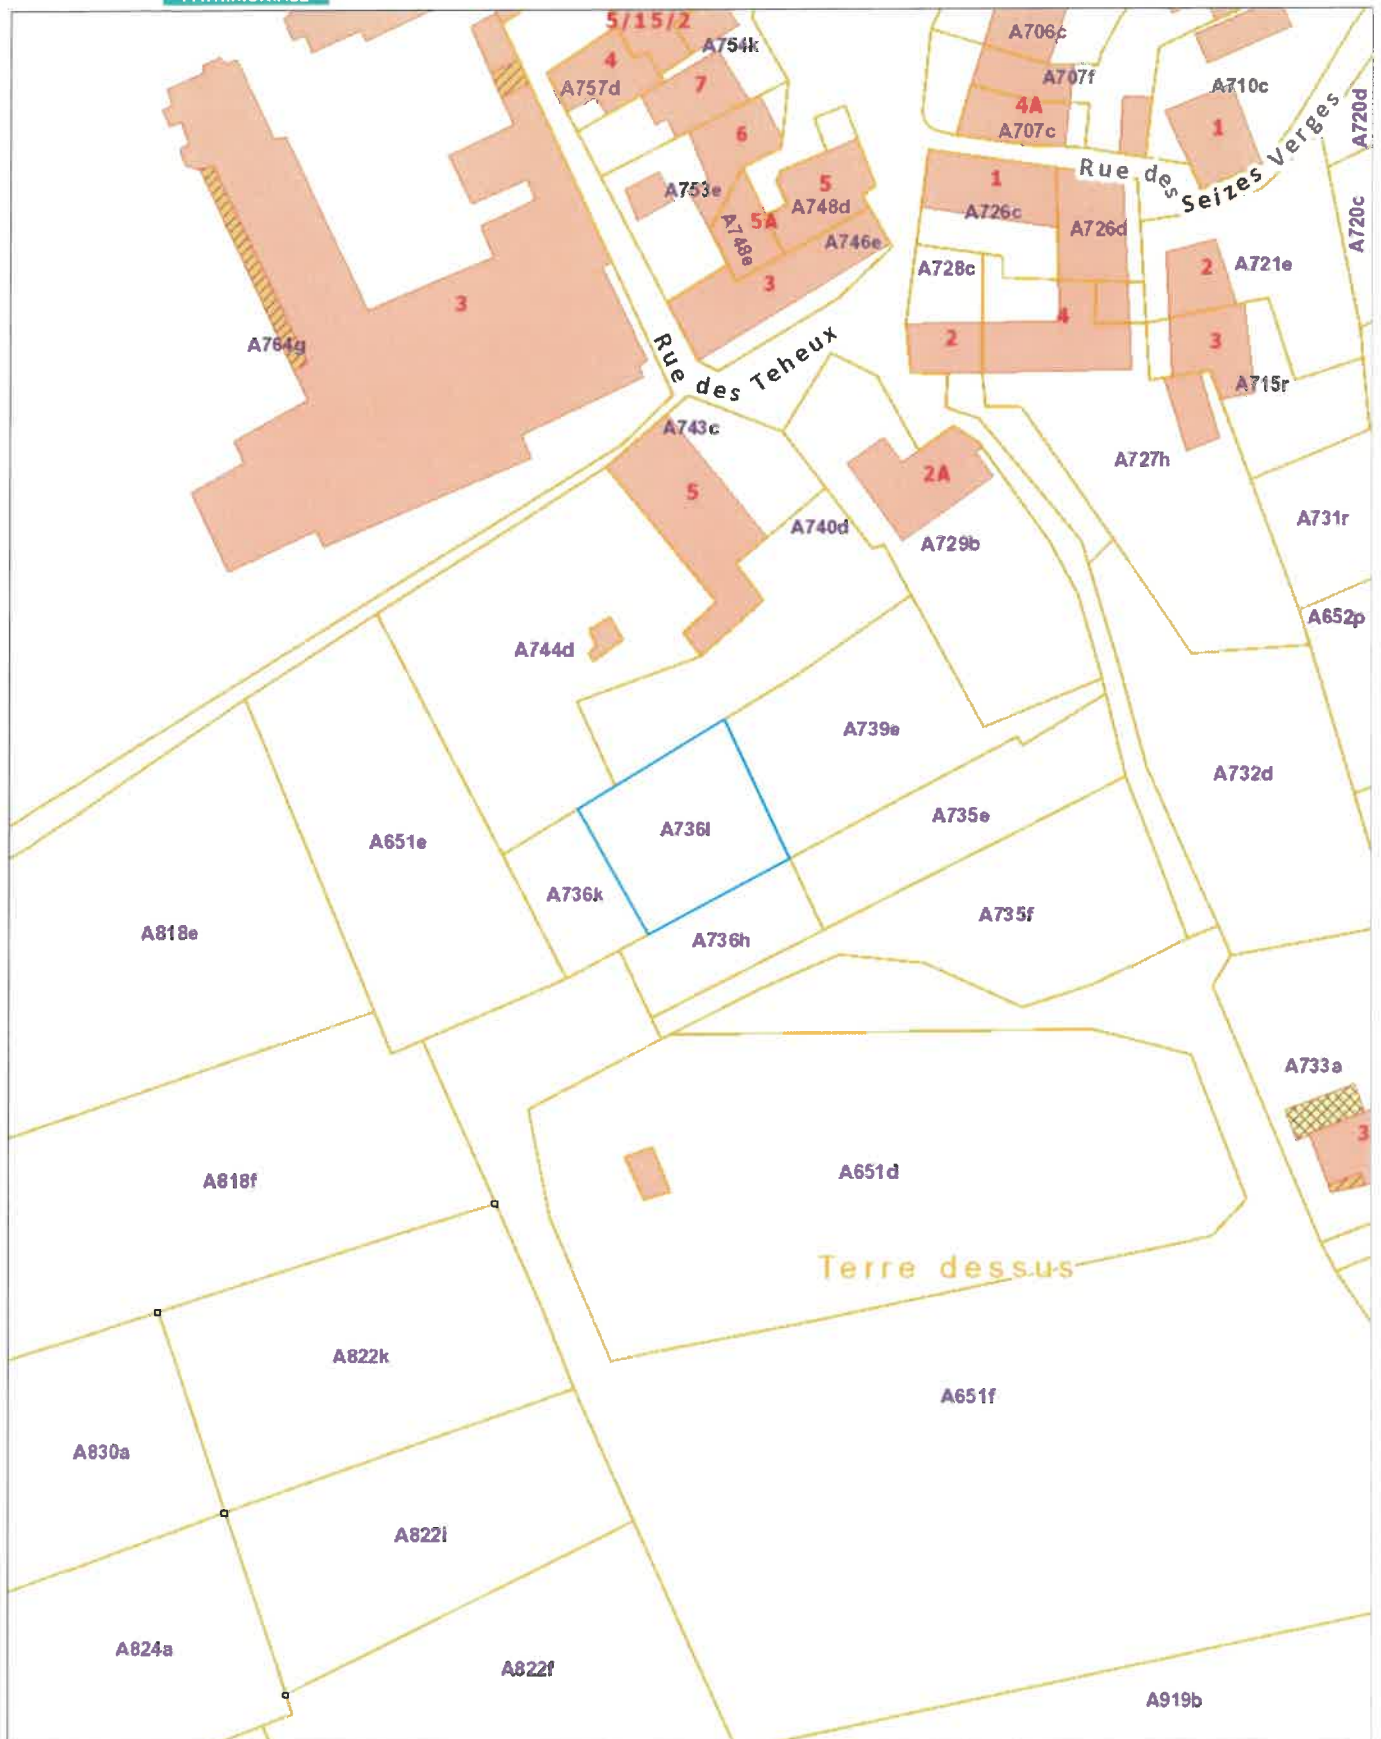 5/15/2
A754k
4
A757d
7
6
A706c
A707f
4A
A707c
A710c
1
A720d
A753e
5
A748d
5A
A748e
A746e
3
Rue des Seizes Verges
1
A726c
A726d
A720c
A728c
2
A721e
3
A764g
2
4
3
A715r
Rue des Teheux
A743c
5
2A
A727h
A740d
A729b
A731r
A652p
A744d
A739e
A732d
A651e
A736l
A735e
A736k
A818e
A736h
A735f
A733a
3
A818f
A651d
Terre dessus
A822k
A651f
A830a
A822i
A824a
A822f
A919b